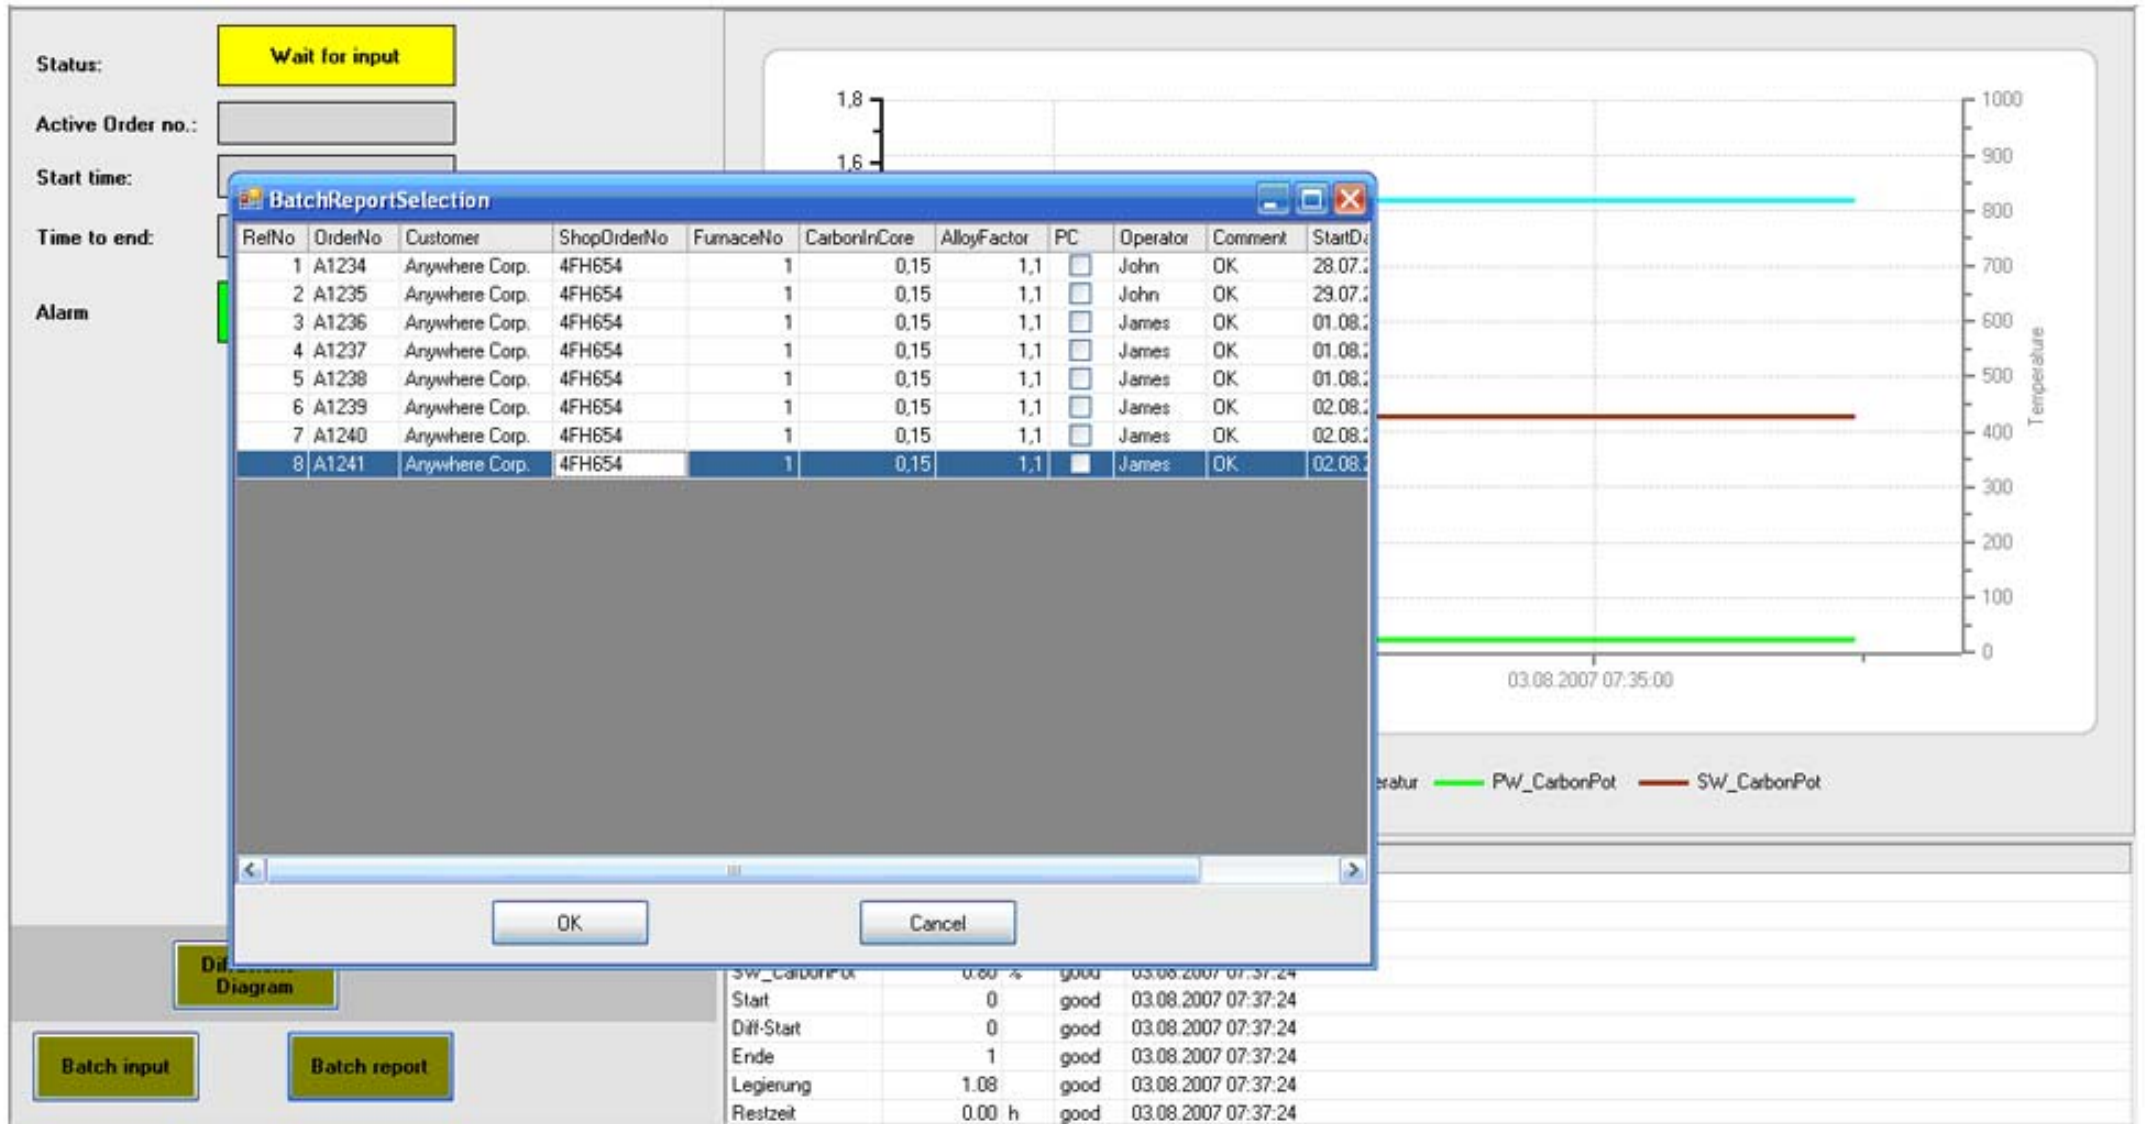 Status:
Wait for input
Active Order no.:
Start time:
Time to end:
Alarm
1,8
1,6
1000
900
800
700
600
500
400
300
200
100
0
Temperature
03.08.2007 07:35:00
BatchReportSelection
RefNo OrderNo Customer ShopOrderNo FurnaceNo CarbonInCore AlloyFactor PC Operator Comment
1 A1234 Anywhere Corp. 4FH654 1 0,15 1,1 John OK 28.07.
2 A1235 Anywhere Corp. 4FH654 1 0,15 1,1 John OK 29.07.
3 A1236 Anywhere Corp. 4FH654 1 0,15 1,1 James OK 01.08.
4 A1237 Anywhere Corp. 4FH654 1 0,15 1,1 James OK 01.08.
5 A1238 Anywhere Corp. 4FH654 1 0,15 1,1 James OK 01.08.
6 A1239 Anywhere Corp. 4FH654 1 0,15 1,1 James OK 02.08.
7 A1240 Anywhere Corp. 4FH654 1 0,15 1,1 James OK 02.08.
8 A1241 Anywhere Corp. 4FH654 1 0,15 1,1 James OK 02.08.
OK Cancel
eratur PW_CarbonPot SW_CarbonPot
SW_CarbonPot 0.80 % good 03.08.2007 07:37:24
Start 0 good 03.08.2007 07:37:24
Diff-Start 0 good 03.08.2007 07:37:24
Ende 1 good 03.08.2007 07:37:24
Legierung 1.08 good 03.08.2007 07:37:24
Restzeit 0.00 h good 03.08.2007 07:37:24
Diagram
Batch input
Batch report